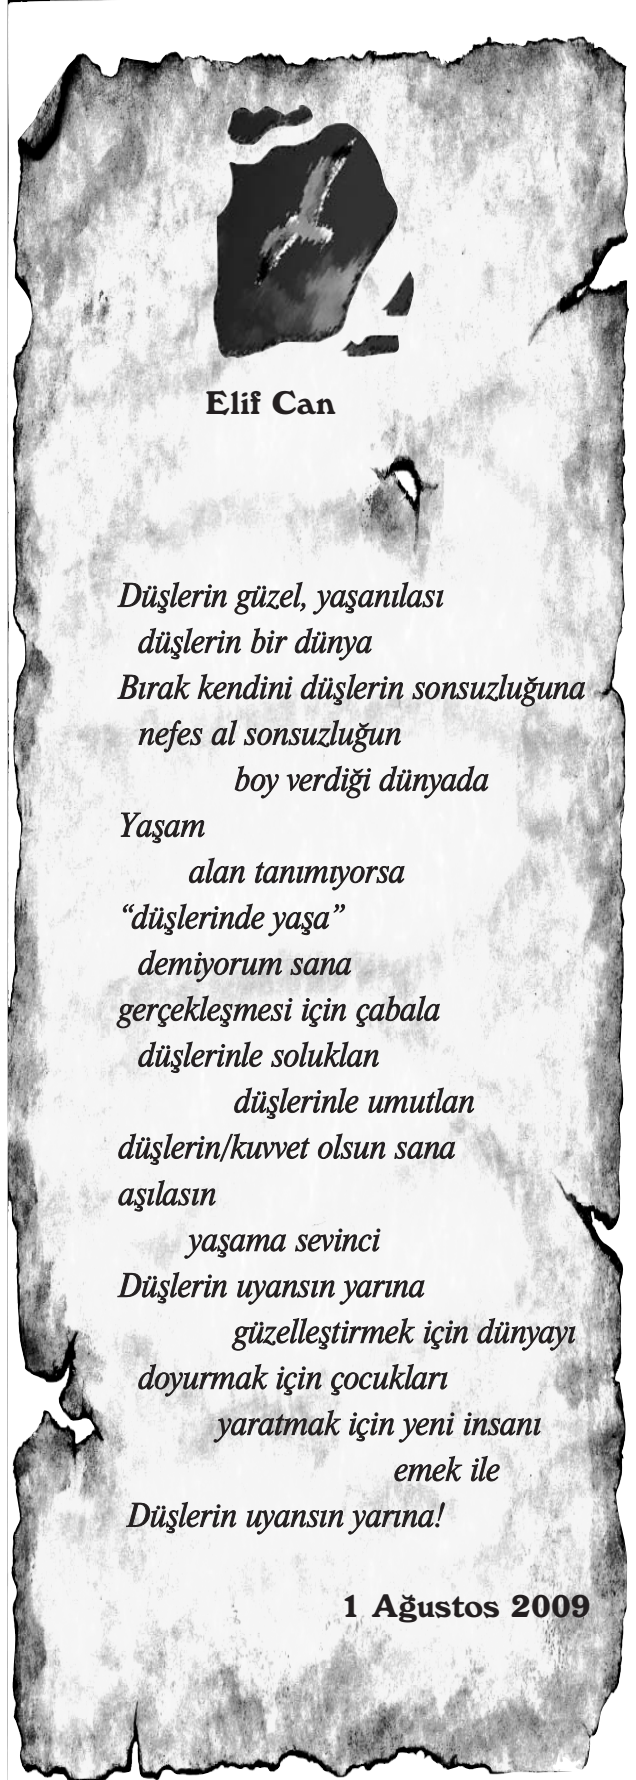 Elif Can
Düşlerin güzel, yaşanılası
düşlerin bir dünya
Bırak kendini düşlerin sonsuzluğuna
nefes al sonsuzluğun
boy verdiği dünyada
Yaşam
alan tanımıyorsa
“düşlerinde yaşa”
demiyorum sana
gerçekleşmesi için çabala
düşlerinle soluklan
düşlerinle umutlan
düşlerin/kuvvet olsun sana
aşılasın
yaşama sevinci
Düşlerin uyansın yarına
güzelleştirmek için dünyayı
doyurmak için çocukları
yaratmak için yeni insanı
emek ile
Düşlerin uyansın yarına!
1 Ağustos 2009